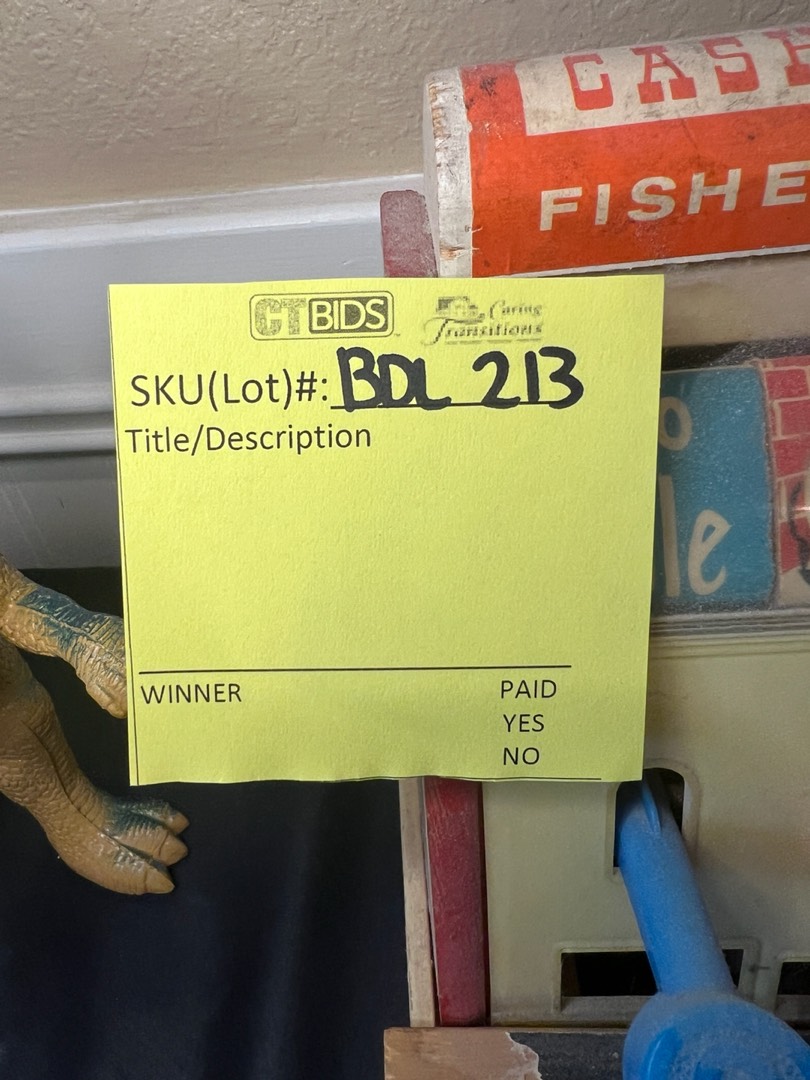 CASH
FISHE
CTBIDS
Caring
Transitions
SKU(Lot)#: BDL 213
Title/Description
o
le
WINNER
PAID
YES
NO